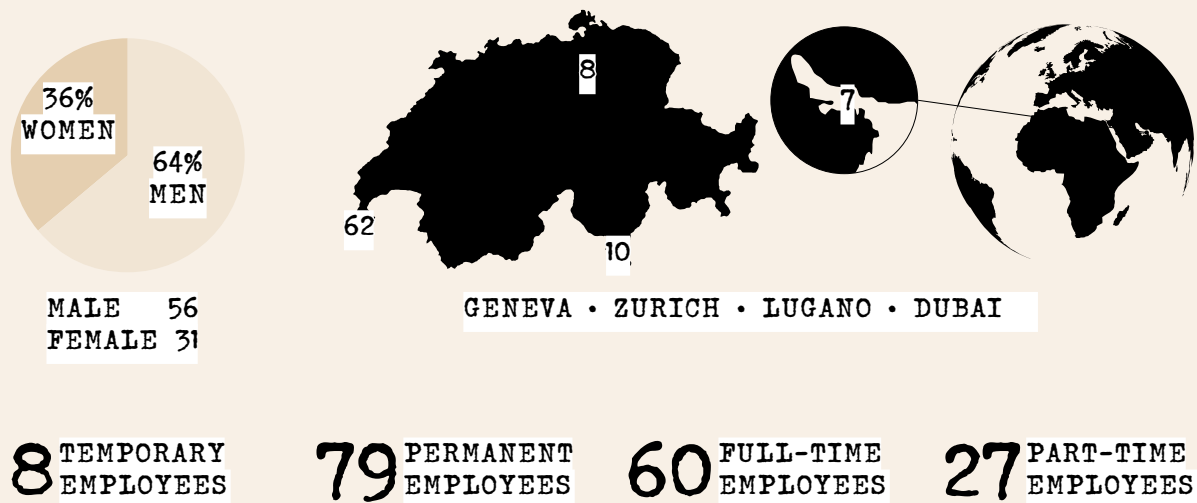 36%
WOMEN
64%
MEN
MALE 56
FEMALE 31
8
62
10
7
GENEVA · ZURICH · LUGANO · DUBAI
8 TEMPORARY
EMPLOYEES
79 PERMANENT
EMPLOYEES
60 FULL-TIME
EMPLOYEES
27 PART-TIME
EMPLOYEES